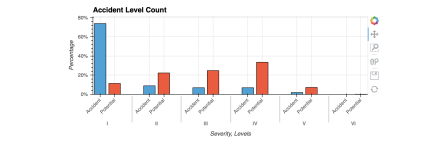 Accident Level Count
80%
60%
40%
20%
0%
Percentage
Accident Potential Accident Potential Accident Potential Accident Potential Accident Potential Accident Potential
I II III IV V VI
Severity, Levels